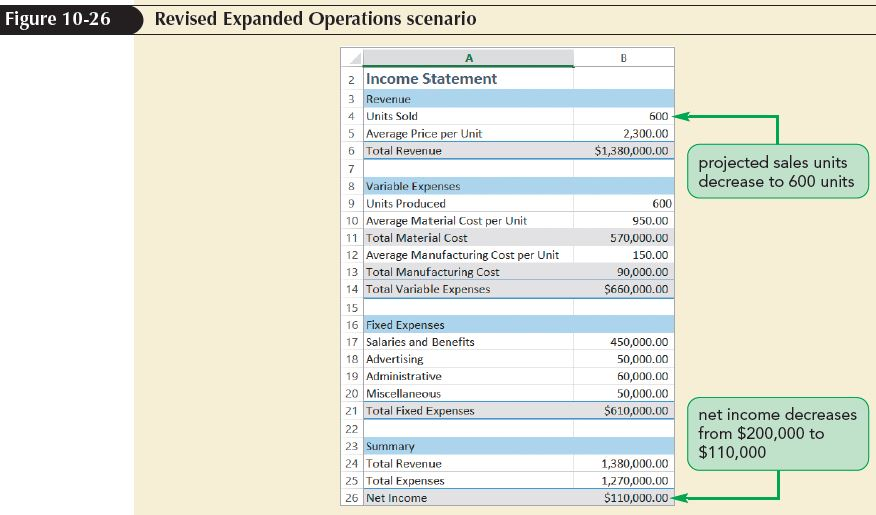 Figure 10-26 Revised Expanded Operations scenario
A B
2 Income Statement
3 Revenue
4 Units Sold 600
5 Average Price per Unit 2,300.00
6 Total Revenue $1,380,000.00
7
8 Variable Expenses
9 Units Produced 600
10 Average Material Cost per Unit 950.00
11 Total Material Cost 570,000.00
12 Average Manufacturing Cost per Unit 150.00
13 Total Manufacturing Cost 90,000.00
14 Total Variable Expenses $660,000.00
15
16 Fixed Expenses
17 Salaries and Benefits 450,000.00
18 Advertising 50,000.00
19 Administrative 60,000.00
20 Miscellaneous 50,000.00
21 Total Fixed Expenses $610,000.00
22
23 Summary
24 Total Revenue 1,380,000.00
25 Total Expenses 1,270,000.00
26 Net Income $110,000.00
projected sales units
decrease to 600 units
net income decreases
from $200,000 to
$110,000